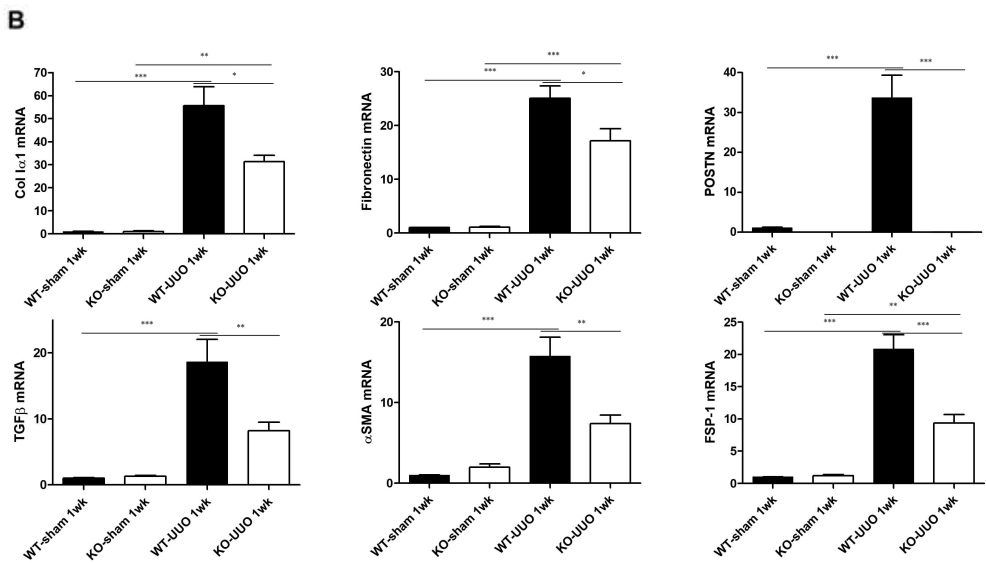 B
** *** ***
*** * *** * *** ***
Col Iα1 mRNA
70
60
50
40
30
20
10
0
WT-sham 1wk
KO-sham 1wk
WT-UUO 1wk
KO-UUO 1wk
Fibronectin mRNA
30
20
10
0
WT-sham 1wk
KO-sham 1wk
WT-UUO 1wk
KO-UUO 1wk
POSTN mRNA
40
30
20
10
0
WT-sham 1wk
KO-sham 1wk
WT-UUO 1wk
KO-UUO 1wk
*** **
TGFβ mRNA
20
10
0
WT-sham 1wk
KO-sham 1wk
WT-UUO 1wk
KO-UUO 1wk
*** **
αSMA mRNA
20
10
0
WT-sham 1wk
KO-sham 1wk
WT-UUO 1wk
KO-UUO 1wk
**
*** ***
FSP-1 mRNA
25
20
15
10
5
0
WT-sham 1wk
KO-sham 1wk
WT-UUO 1wk
KO-UUO 1wk